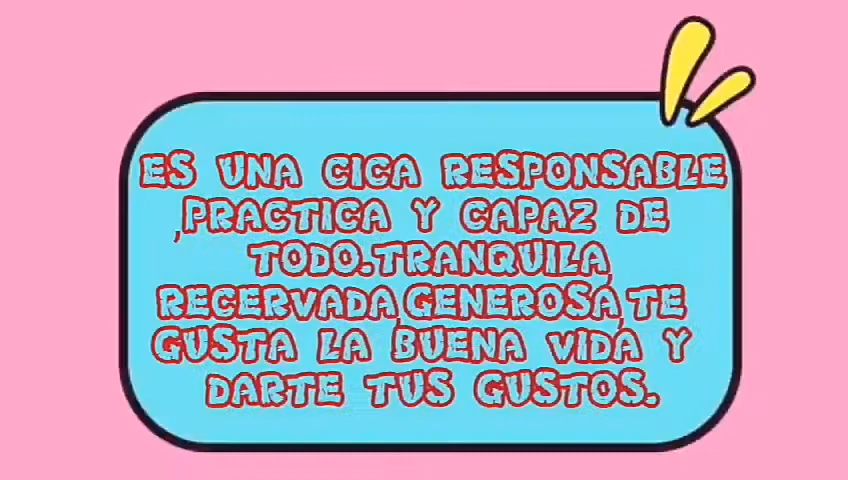 ES UNA CICA RESPONSABLE
,PRACTICA Y CAPAZ DE
TODO.TRANQUILA,
RECERVADA,GENEROSA,TE
GUSTA LA BUENA VIDA Y
DARTE TUS GUSTOS.